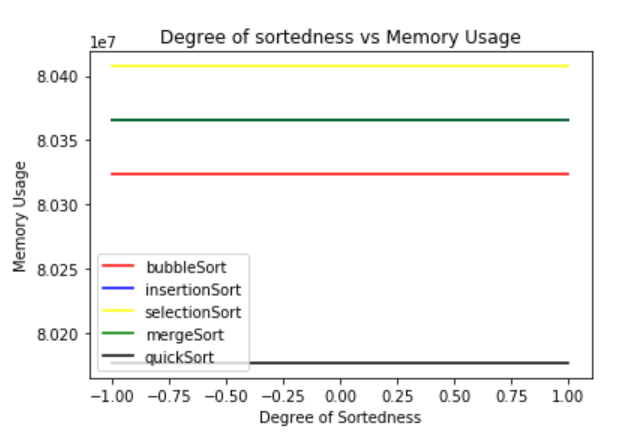 Degree of sortedness vs Memory Usage
1e7
8.040
8.035
8.030
8.025
8.020
Memory Usage
bubbleSort
insertionSort
selectionSort
mergeSort
quickSort
−1.00 −0.75 −0.50 −0.25 0.00 0.25 0.50 0.75 1.00
Degree of Sortedness